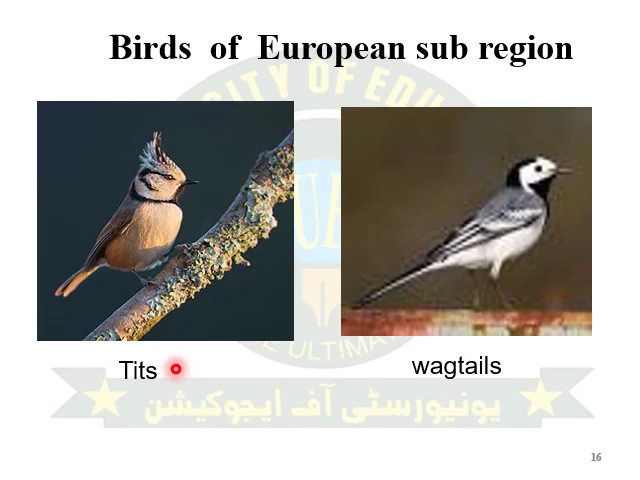 Birds of European sub region
Tits
wagtails
یونیورسٹی آف ایجوکیشن
16